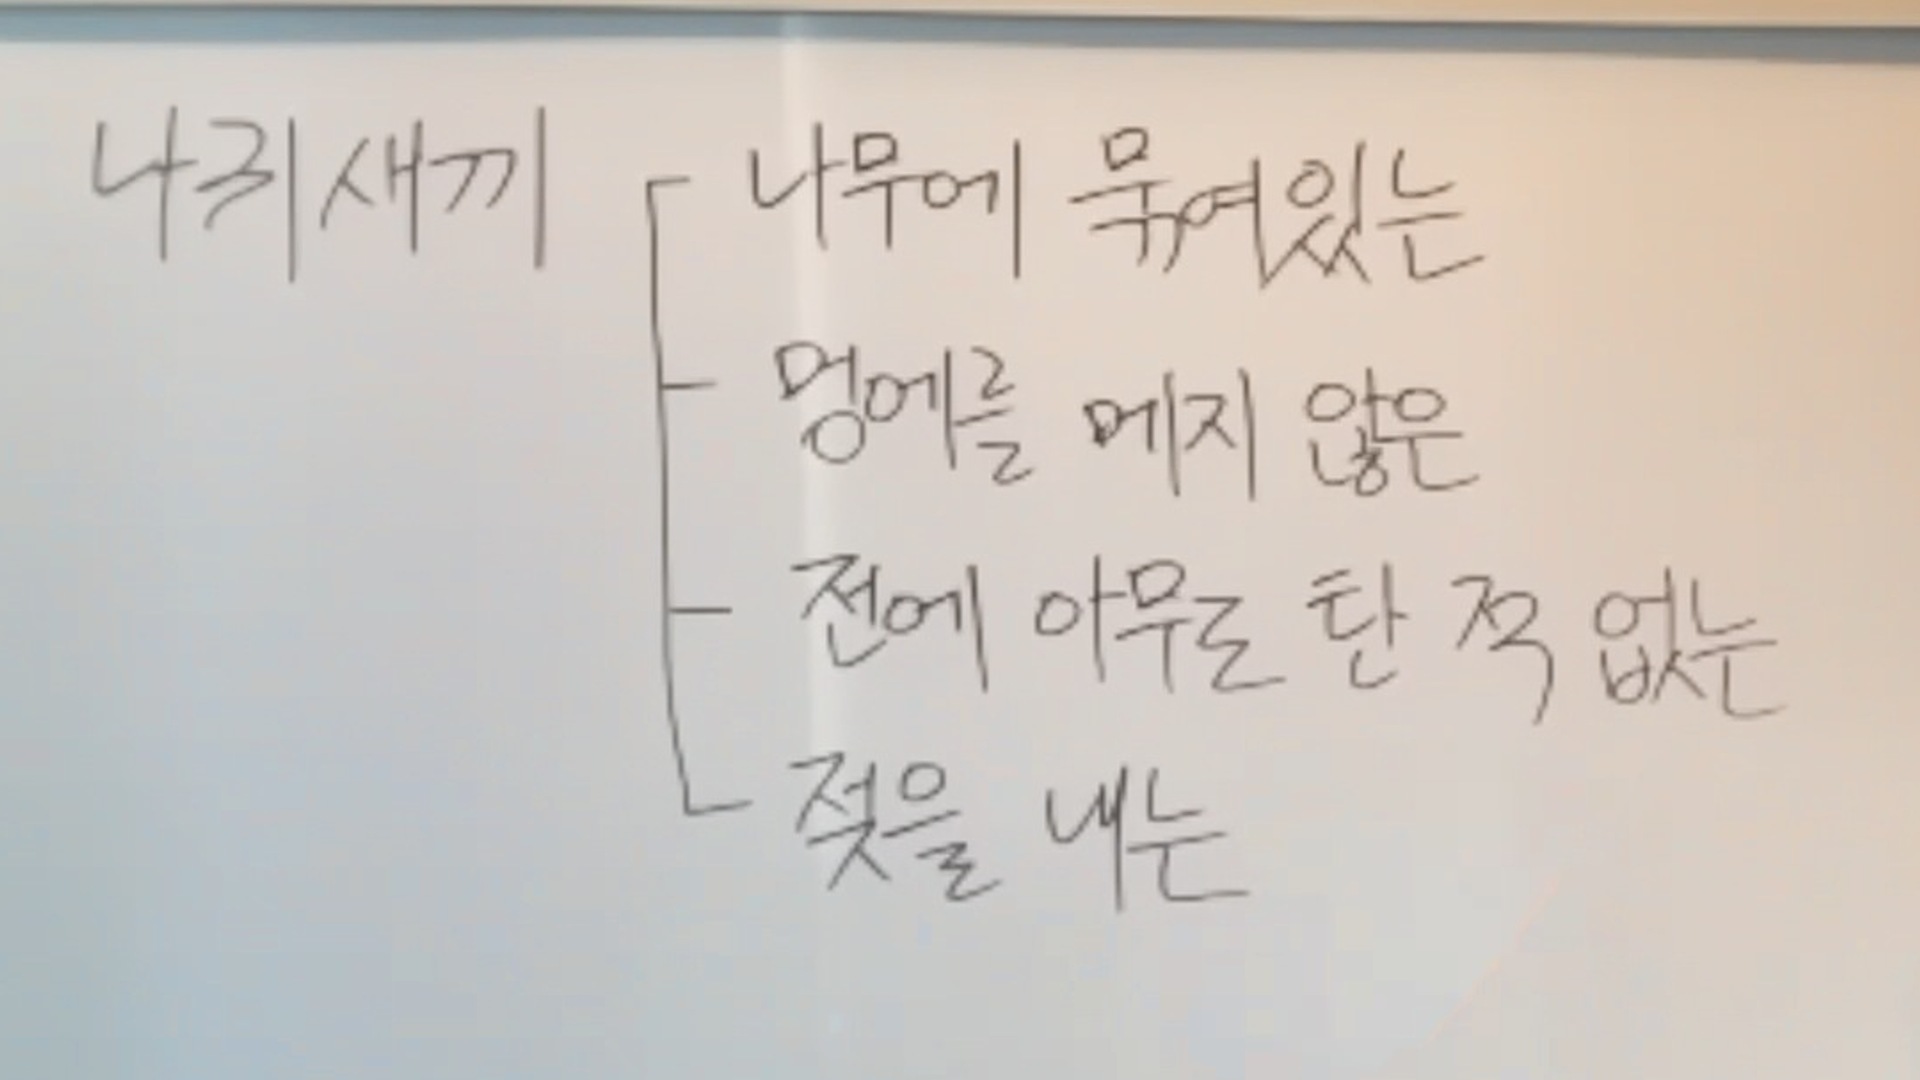 나귀새끼
나무에 묶여있는
멍에를 메지 않은
전에 아무도 탄 적 없는
젖을 내는